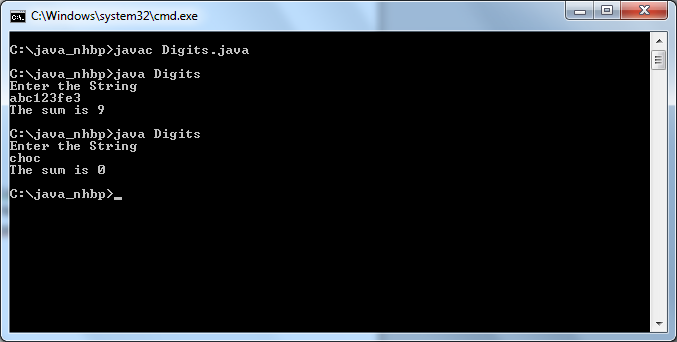 C:\Windows\system32\cmd.exe
C:\java_nhbp>javac Digits.java
C:\java_nhbp>java Digits
Enter the String
abc123fe3
The sum is 9
C:\java_nhbp>java Digits
Enter the String
choc
The sum is 0
C:\java_nhbp>_